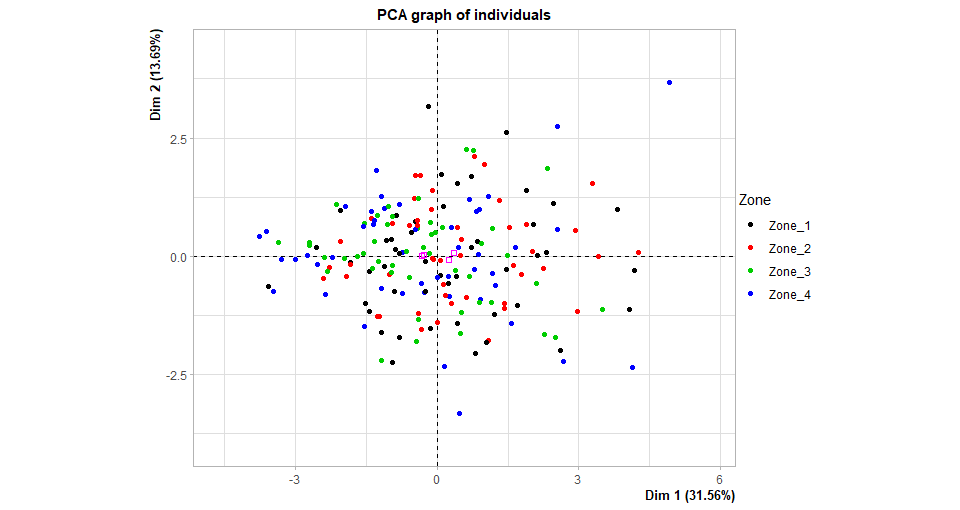 PCA graph of individuals
Dim 2 (13.69%)
2.5
0.0
-2.5
-3
0
3
6
Dim 1 (31.56%)
Zone
Zone_1
Zone_2
Zone_3
Zone_4